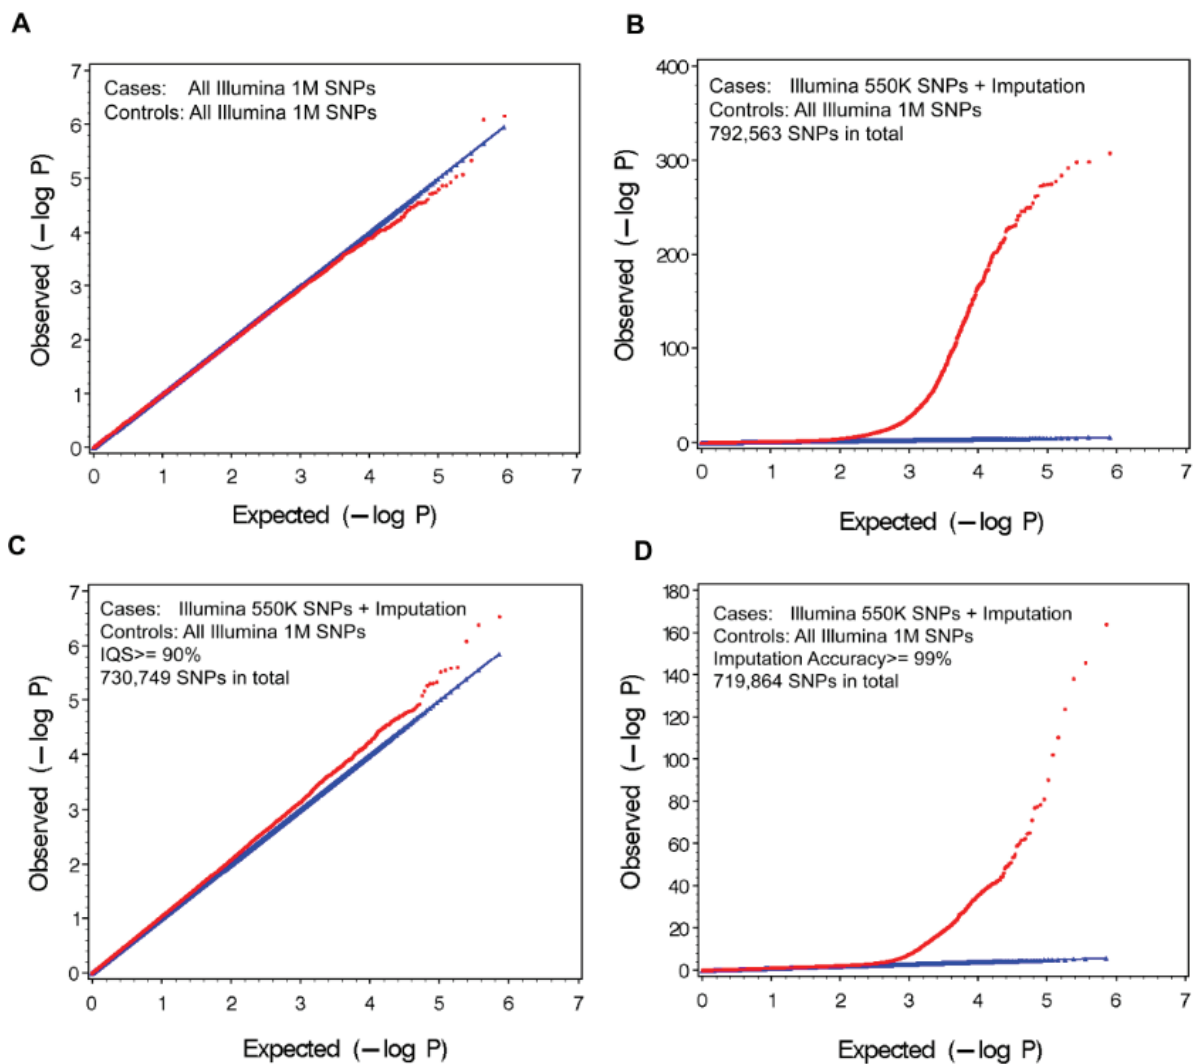 A
Cases: All Illumina 1M SNPs
Controls: All Illumina 1M SNPs
7
6
5
4
3
2
1
0
0 1 2 3 4 5 6 7
Observed (−log P)
Expected (−log P)
B
Cases: Illumina 550K SNPs + Imputation
Controls: All Illumina 1M SNPs
792,563 SNPs in total
400
300
200
100
0
0 1 2 3 4 5 6 7
Observed (−log P)
Expected (−log P)
C
Cases: Illumina 550K SNPs + Imputation
Controls: All Illumina 1M SNPs
IQS>= 90%
730,749 SNPs in total
7
6
5
4
3
2
1
0
0 1 2 3 4 5 6 7
Observed (−log P)
Expected (−log P)
D
Cases: Illumina 550K SNPs + Imputation
Controls: All Illumina 1M SNPs
Imputation Accuracy>= 99%
719,864 SNPs in total
180
160
140
120
100
80
60
40
20
0
0 1 2 3 4 5 6 7
Observed (−log P)
Expected (−log P)